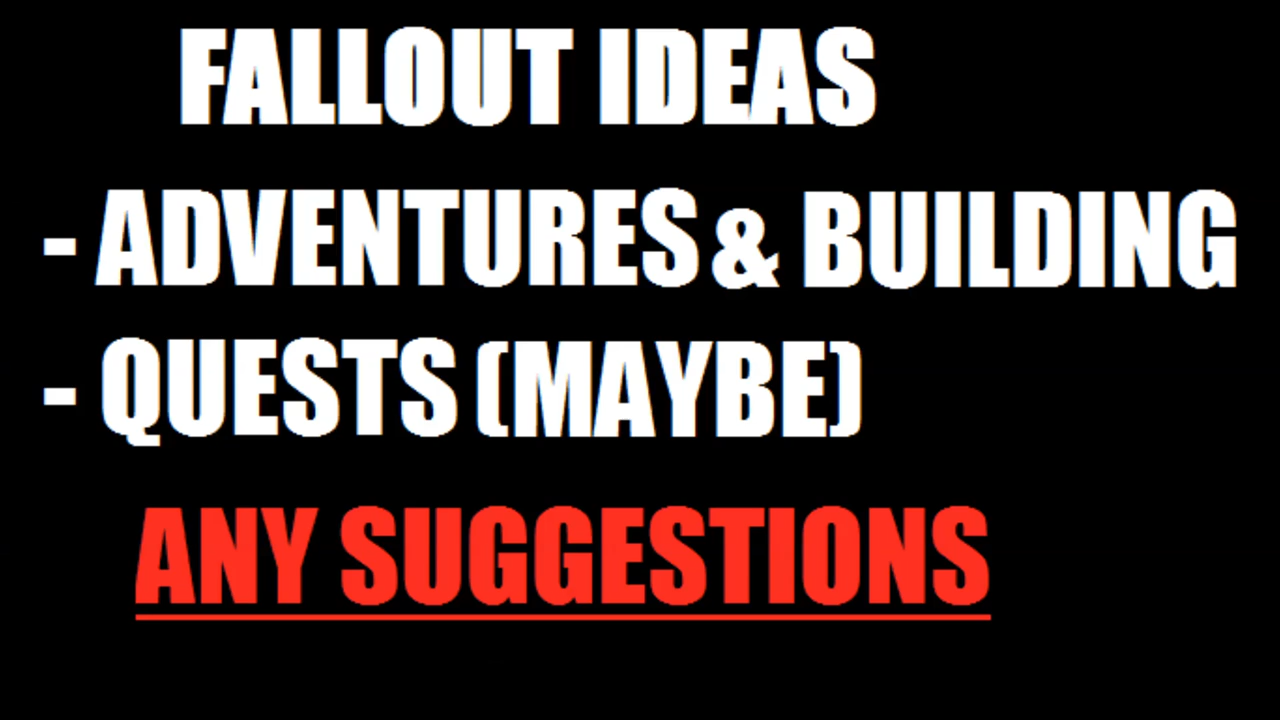 FALLOUT IDEAS
- ADVENTURES & BUILDING
- QUESTS (MAYBE)
ANY SUGGESTIONS